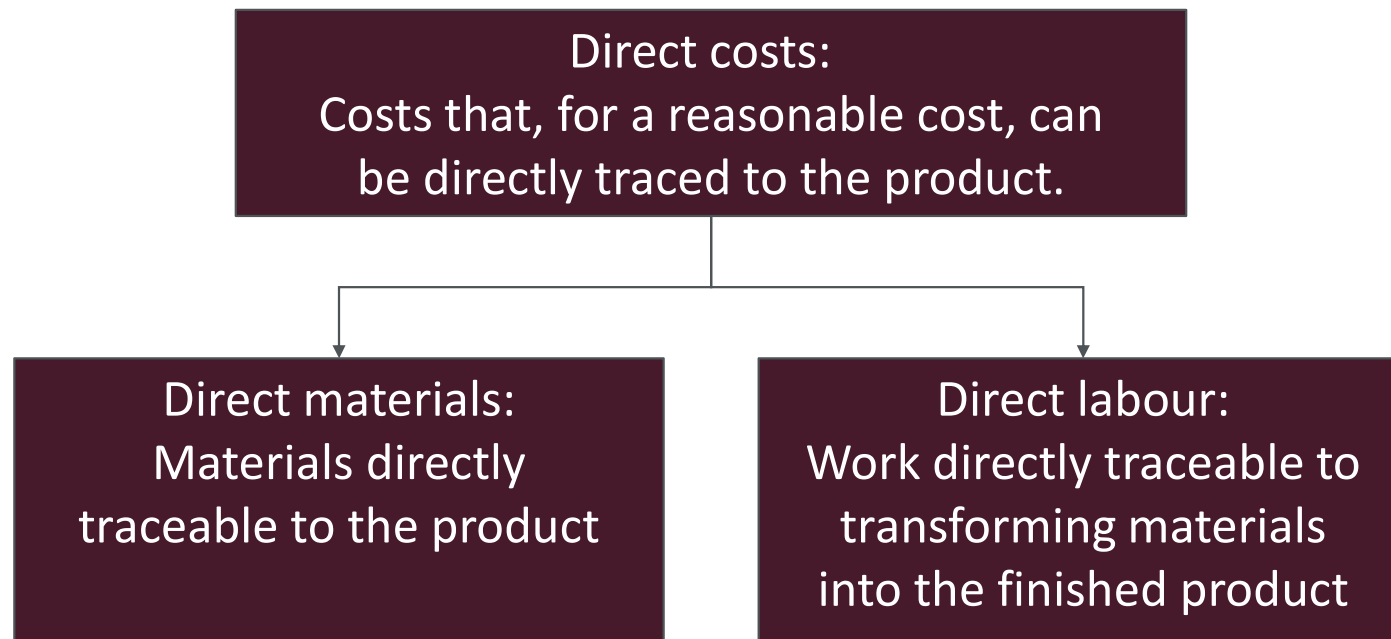 Direct costs:
Costs that, for a reasonable cost, can
be directly traced to the product.
Direct materials:
Materials directly
traceable to the product
Direct labour:
Work directly traceable to
transforming materials
into the finished product